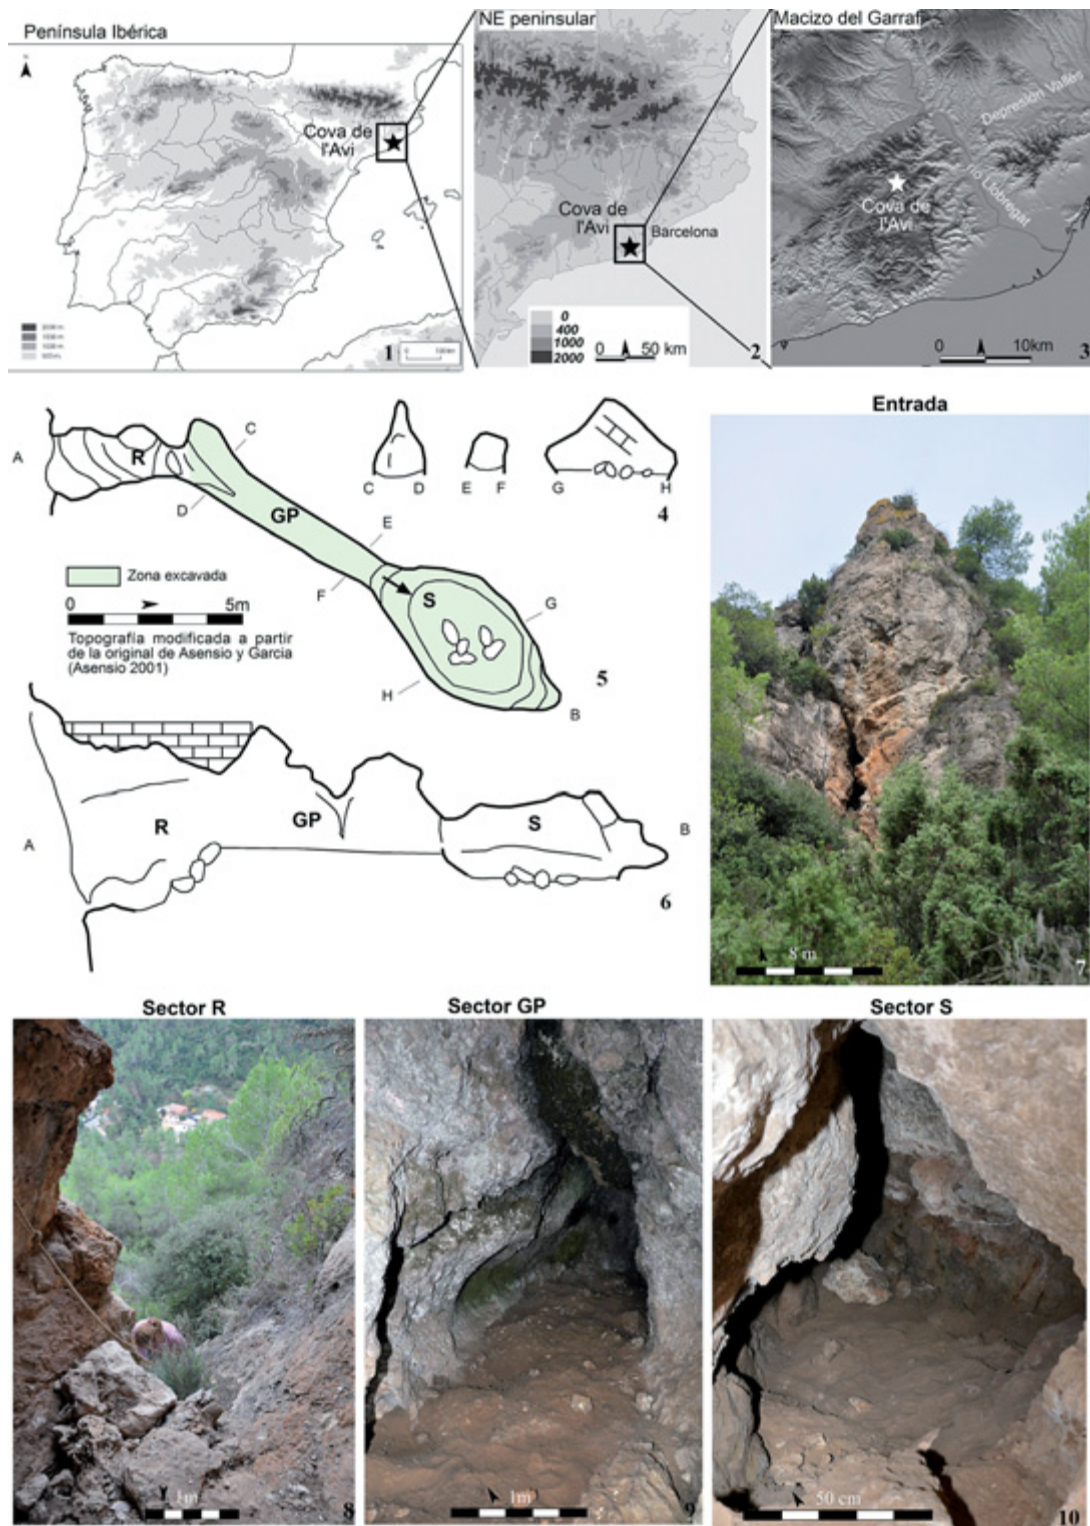 Península Ibérica
Cova de
l'Avi
1
NE peninsular
Cova de
l'Avi
Barcelona
0
400
1000
2000
0 50 km
2
Macizo del Garraf
Depresión Vallés
Río Llobregat
Cova de
l'Avi
0 10km
3
A
R
C
D
GP
E
F
S
G
H
B
C D E F G H
4
Zona excavada
0 5m
Topografía modificada a partir
de la original de Asensio y Garcia
(Asensio 2001)
5
A
R
GP
S
B
6
Entrada
8 m
7
Sector R
1m
8
Sector GP
1m
9
Sector S
50 cm
10